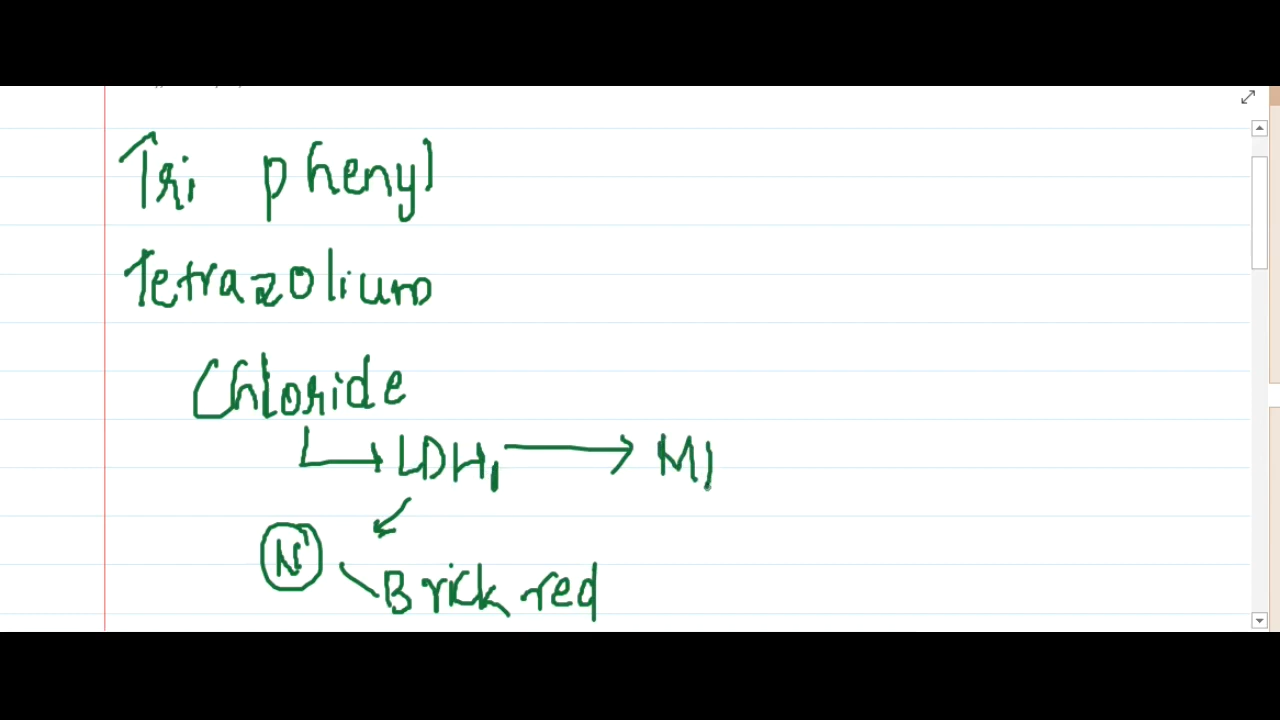 Tri phenyl
Tetrazolium
Chloride
LDH1 MI
N Brick red